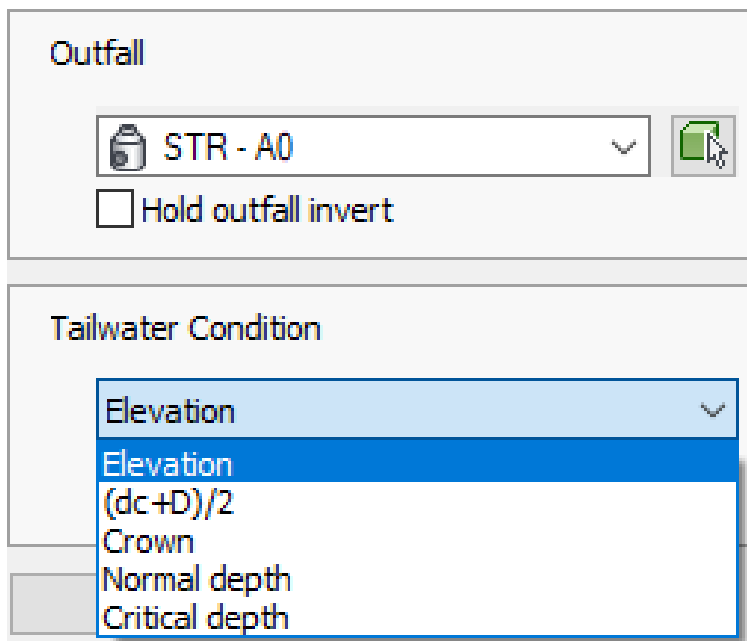 Outfall
STR - A0
Hold outfall invert
Tailwater Condition
Elevation
Elevation
(dc+D)/2
Crown
Normal depth
Critical depth